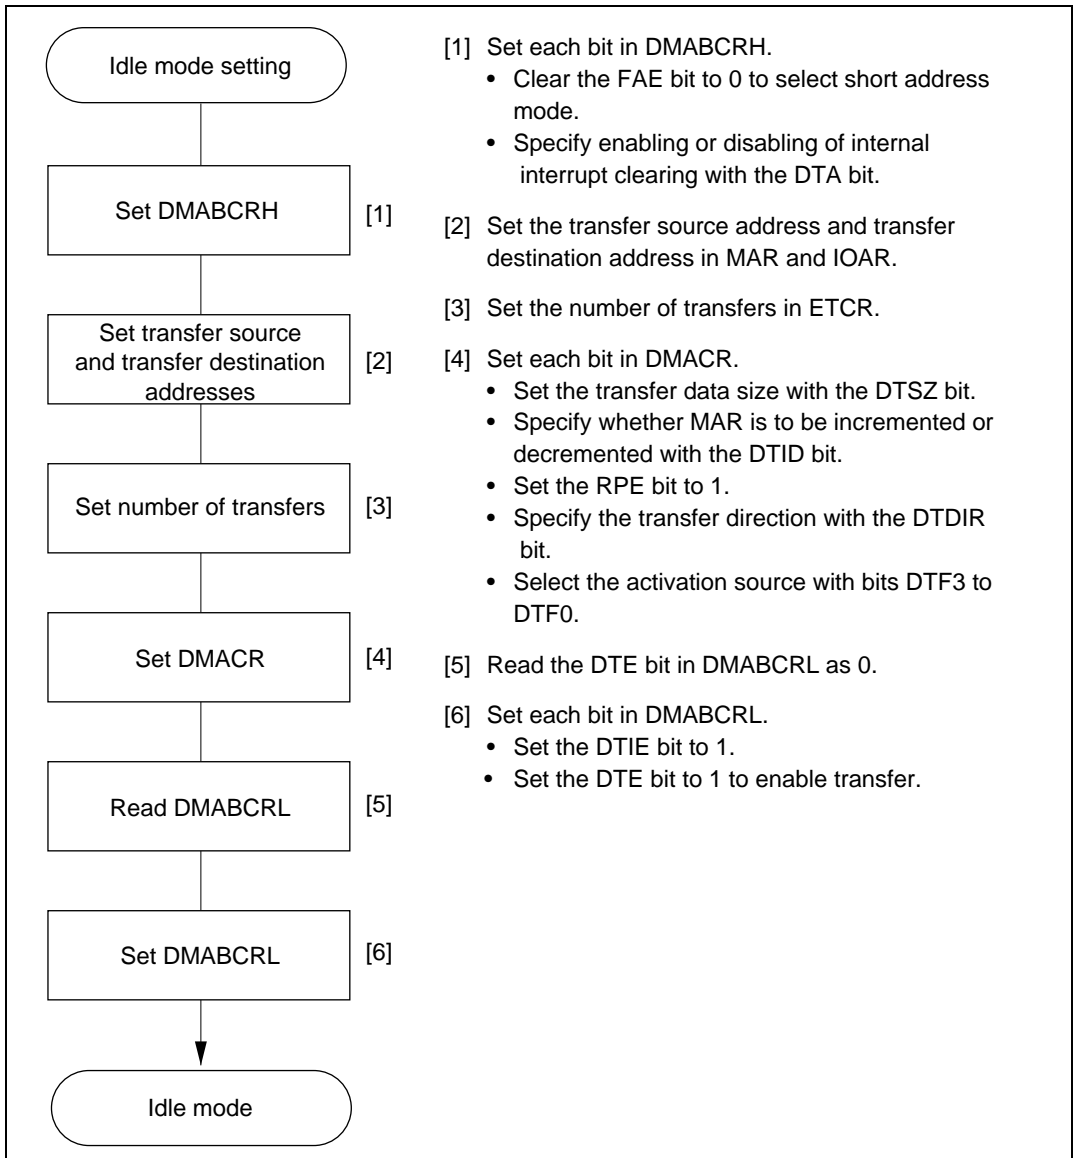 Idle mode setting
Set DMABCRH
[1]
Set transfer source
and transfer destination
addresses
[2]
Set number of transfers
[3]
Set DMACR
[4]
Read DMABCRL
[5]
Set DMABCRL
[6]
Idle mode
[1] Set each bit in DMABCRH.
• Clear the FAE bit to 0 to select short address
mode.
• Specify enabling or disabling of internal
interrupt clearing with the DTA bit.
[2] Set the transfer source address and transfer
destination address in MAR and IOAR.
[3] Set the number of transfers in ETCR.
[4] Set each bit in DMACR.
• Set the transfer data size with the DTSZ bit.
• Specify whether MAR is to be incremented or
decremented with the DTID bit.
• Set the RPE bit to 1.
• Specify the transfer direction with the DTDIR
bit.
• Select the activation source with bits DTF3 to
DTF0.
[5] Read the DTE bit in DMABCRL as 0.
[6] Set each bit in DMABCRL.
• Set the DTIE bit to 1.
• Set the DTE bit to 1 to enable transfer.